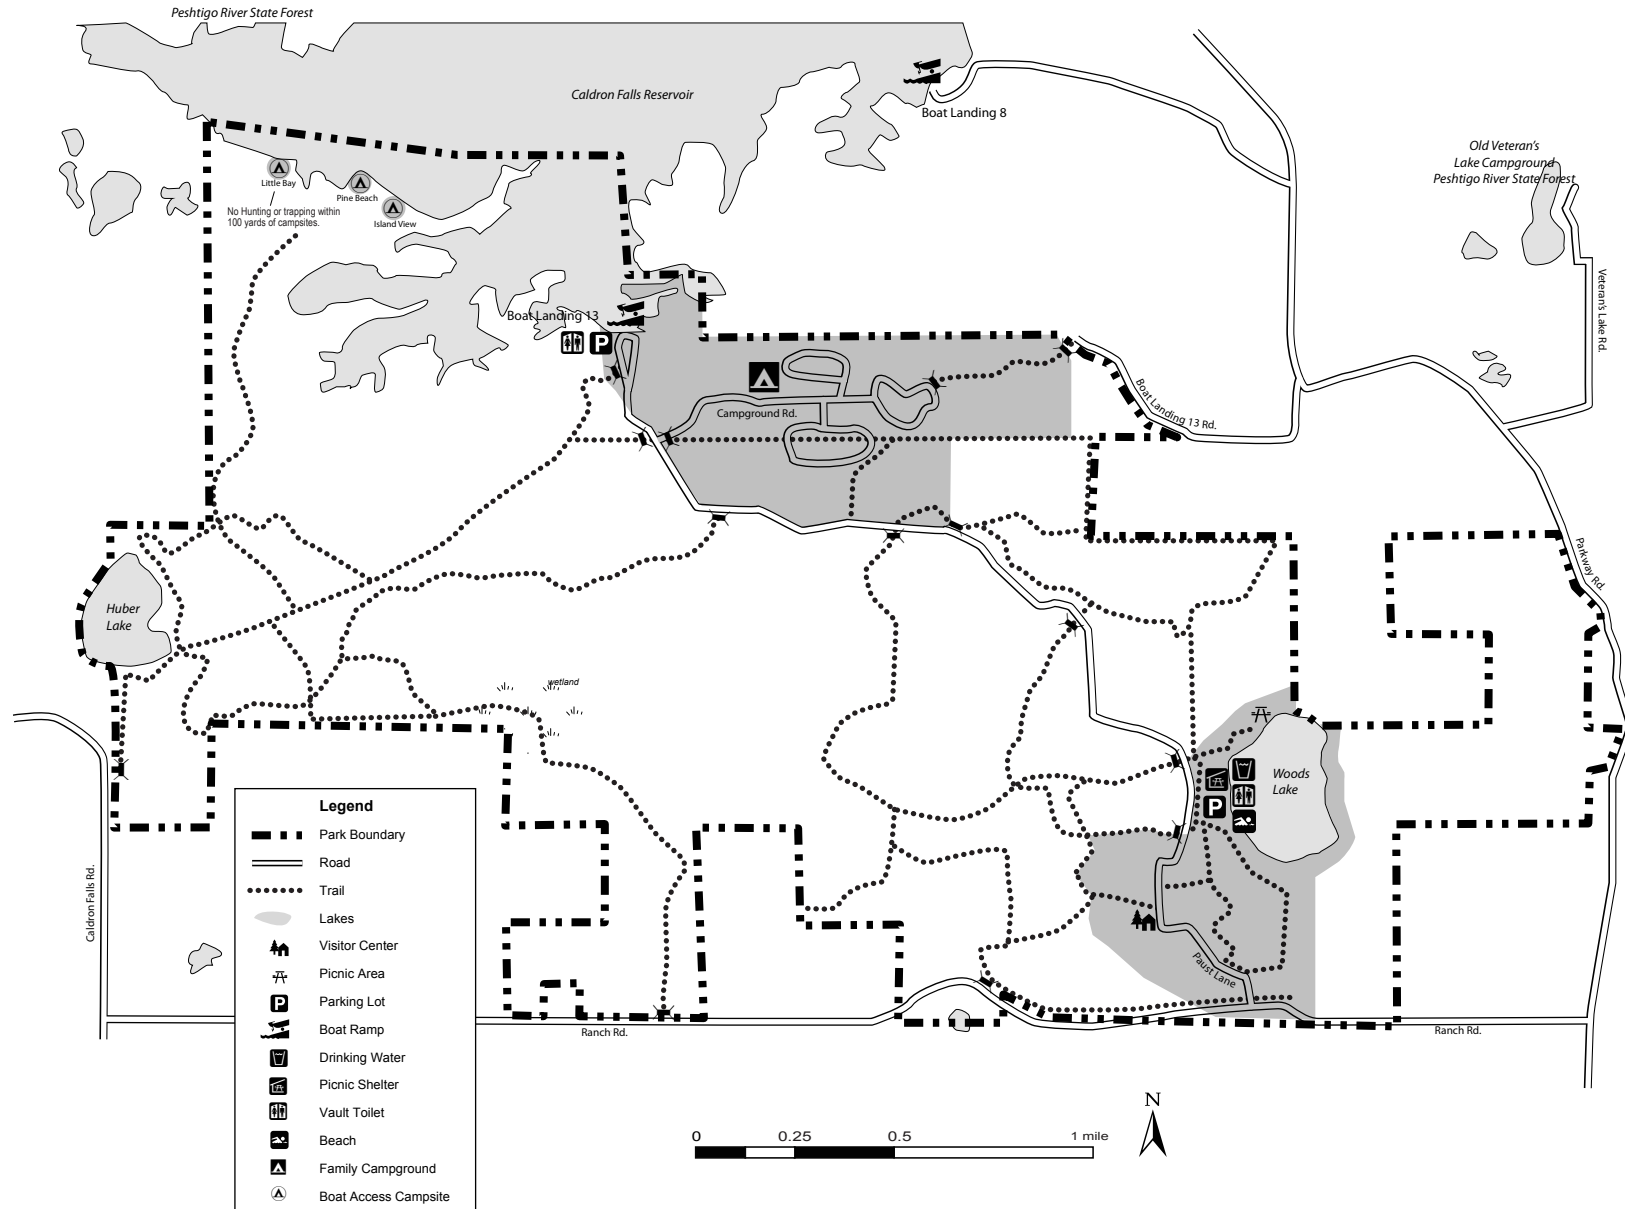 Peshtigo River State Forest
Caldron Falls Reservoir
Boat Landing 8
Old Veteran's
Lake Campground
Peshtigo River State Forest
Little Bay
Pine Beach
Island View
No Hunting or trapping within
100 yards of campsites.
Boat Landing 13
P
Veteran's Lake Rd.
Campground Rd.
Boat Landing 13 Rd.
Parkway Rd.
Huber
Lake
wetland
Woods
Lake
P
Caldron Falls Rd.
Paust Lane
Ranch Rd.
Ranch Rd.
Legend
Park Boundary
Road
Trail
Lakes
Visitor Center
Picnic Area
P Parking Lot
Boat Ramp
Drinking Water
Picnic Shelter
Vault Toilet
Beach
Family Campground
Boat Access Campsite
N
0 0.25 0.5 1 mile